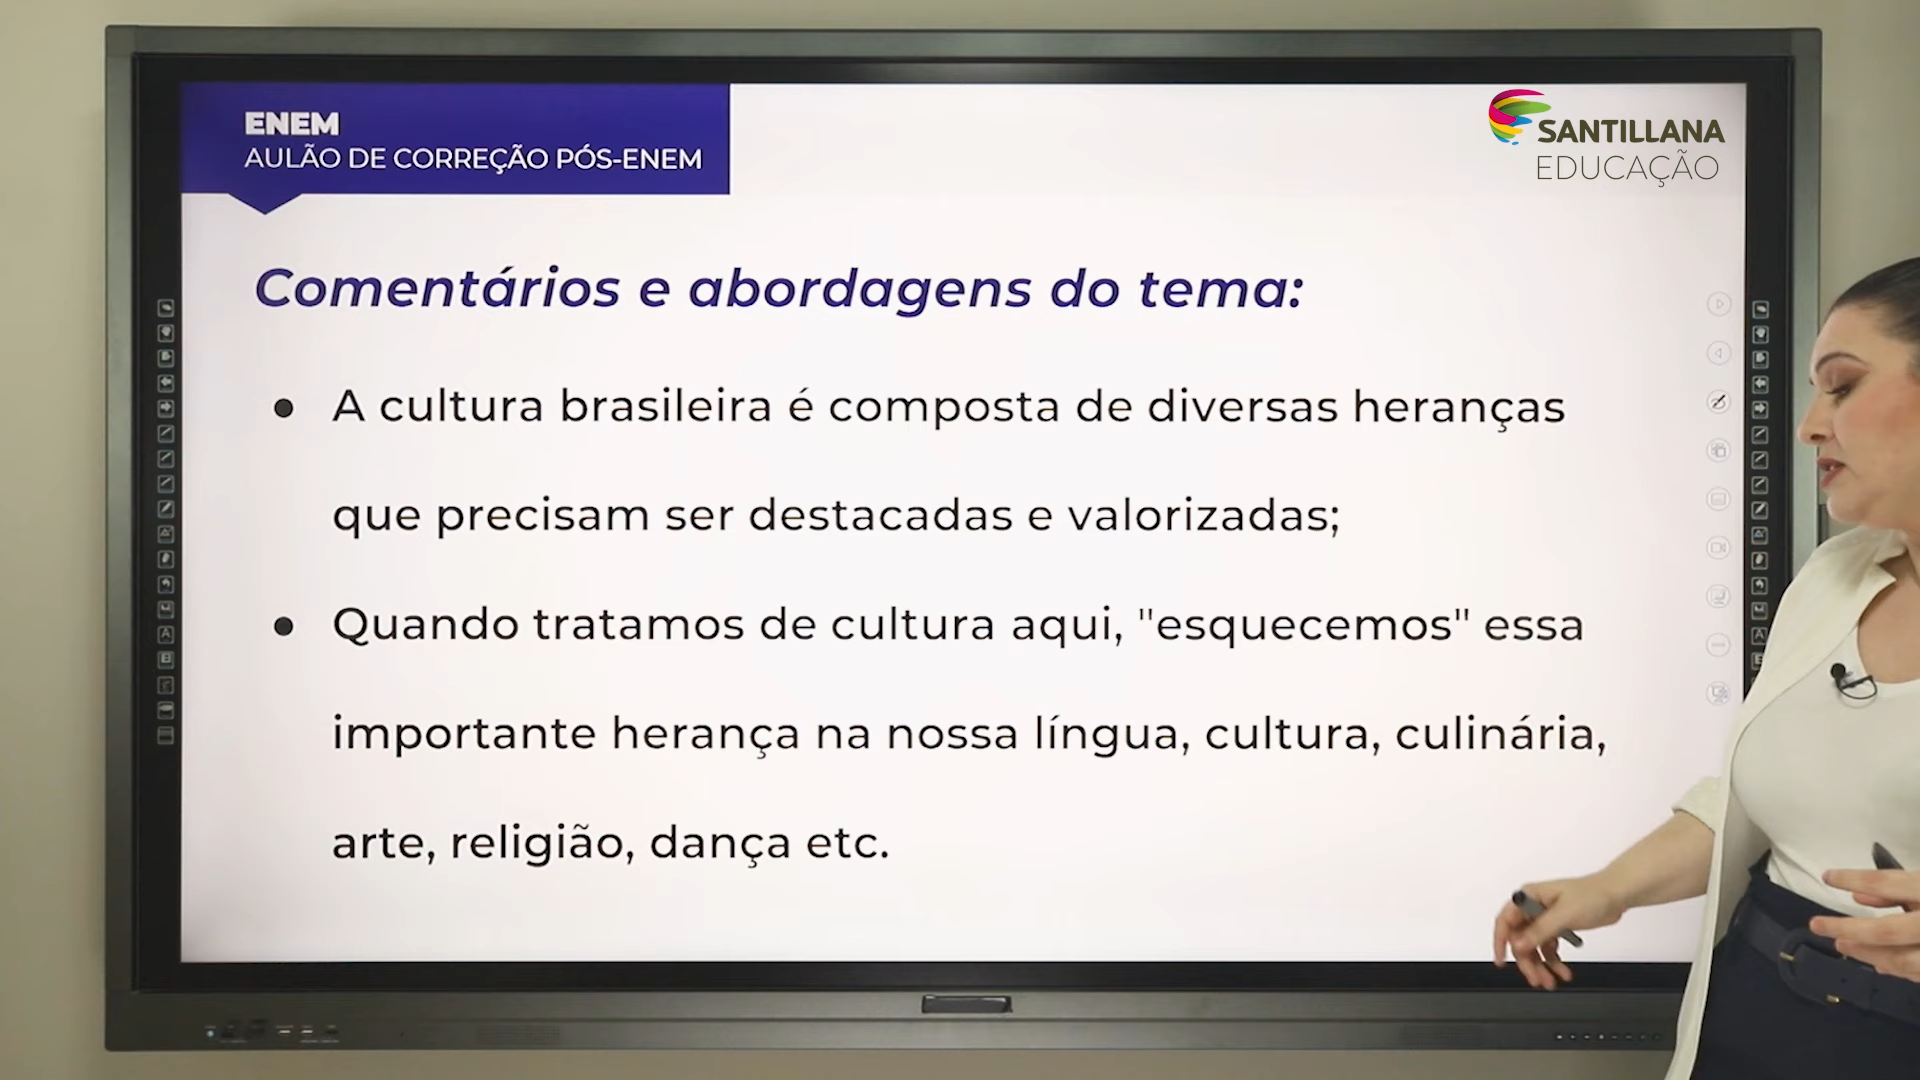 ENEM
AULÃO DE CORREÇÃO PÓS-ENEM
SANTILLANA
EDUCAÇÃO
Comentários e abordagens do tema:
● A cultura brasileira é composta de diversas heranças
que precisam ser destacadas e valorizadas;
● Quando tratamos de cultura aqui, "esquecemos" essa
importante herança na nossa língua, cultura, culinária,
arte, religião, dança etc.